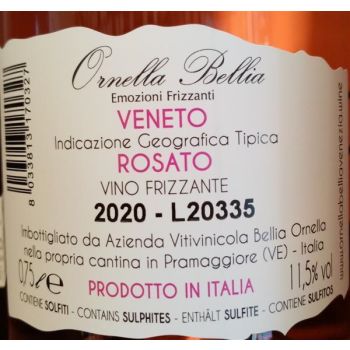 Ornella Bellia
Emozioni Frizzanti
VENETO
Indicazione Geografica Tipica
ROSATO
VINO FRIZZANTE
2020 - L20335
Imbottigliato da Azienda Vitivinicola Bellia Ornella
nella propria cantina in Pramaggiore (VE) - Italia
0,75 l e
PRODOTTO IN ITALIA
11,5% vol
CONTIENE SOLFITI - CONTAINS SULPHITES - ENTHÄLT SULFITE - CONTIENE SULFITOS
8033813170327
www.ornellabelliavenezia.wine